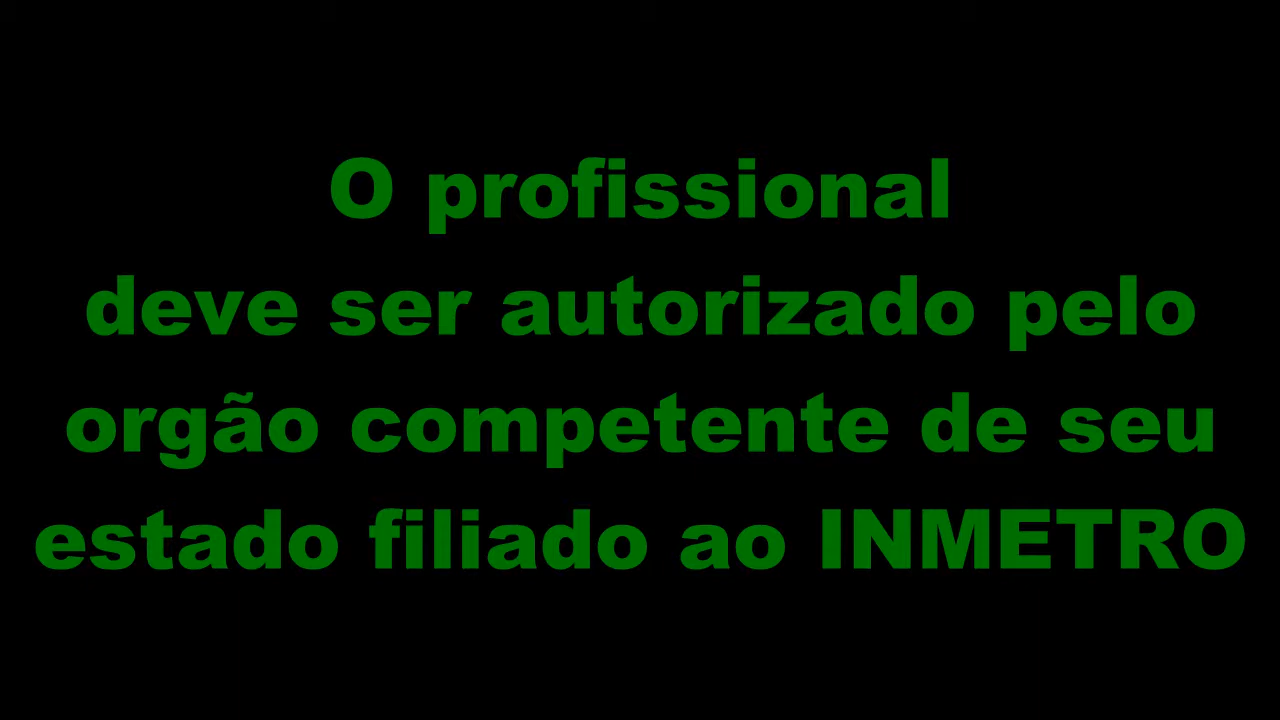 O profissional
deve ser autorizado pelo
orgão competente de seu
estado filiado ao INMETRO